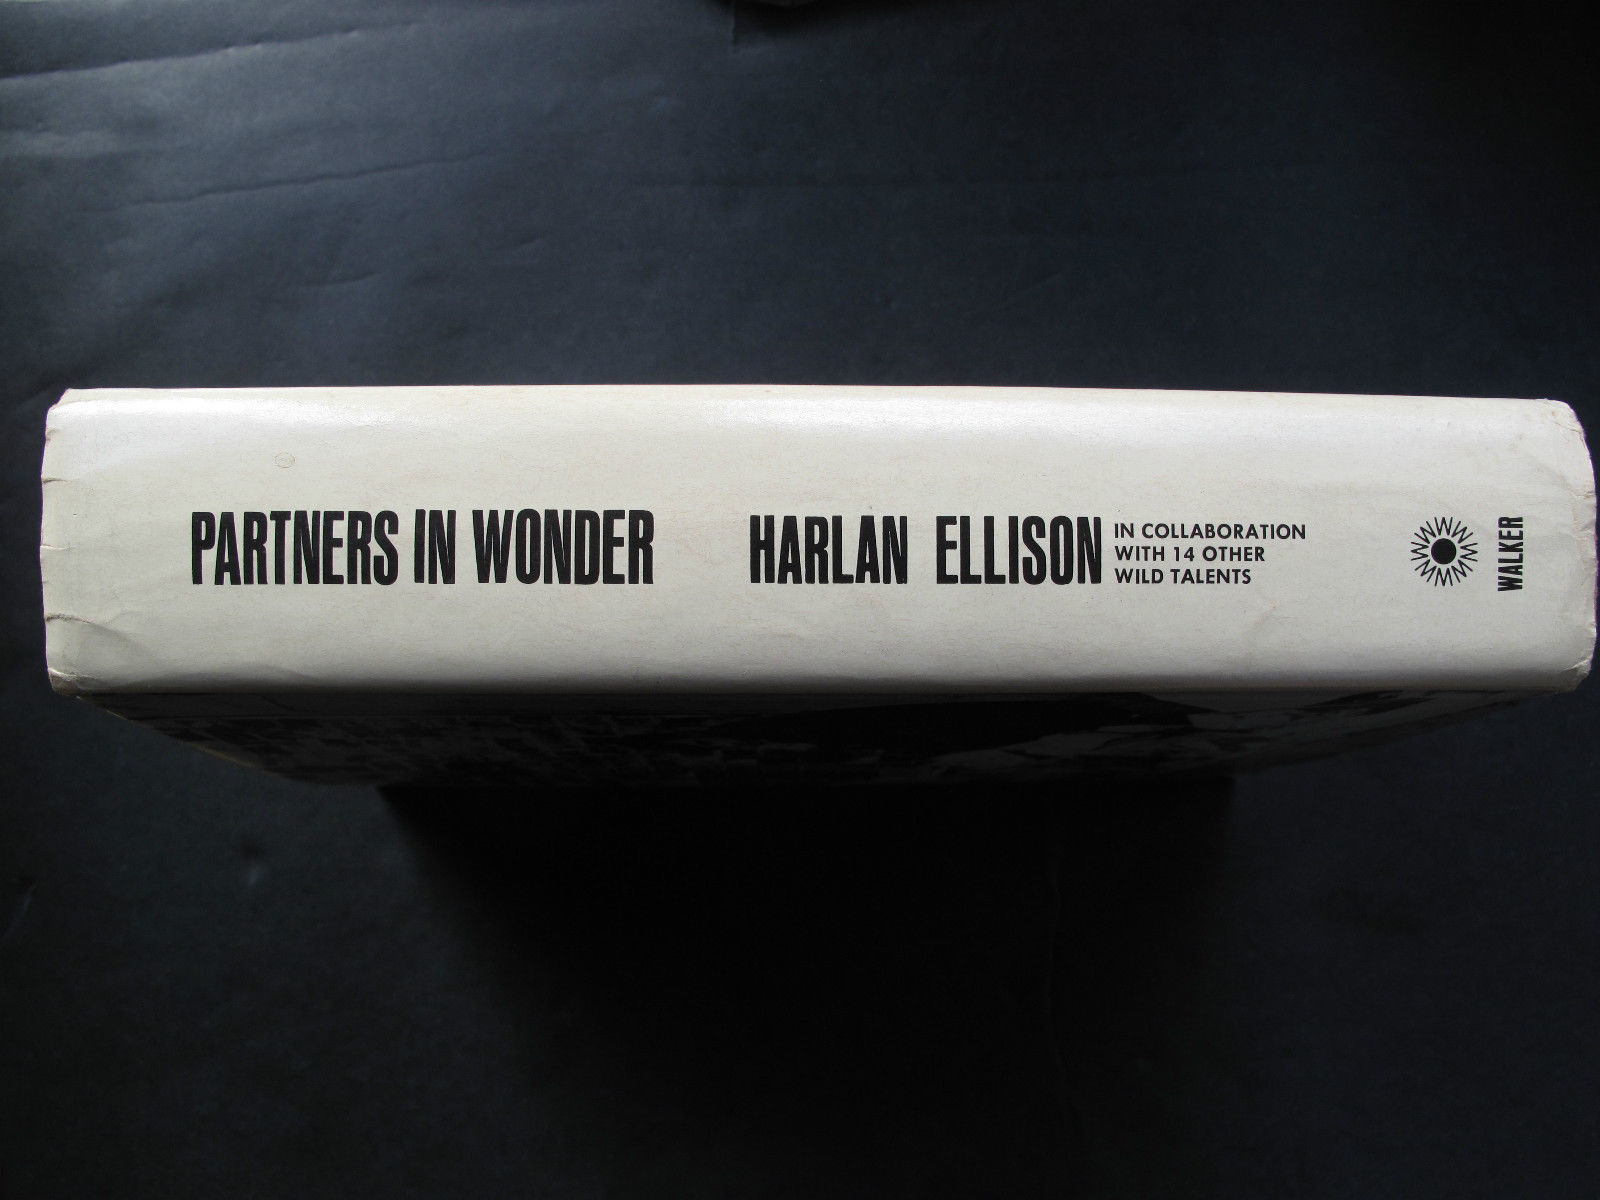 PARTNERS IN WONDER
HARLAN ELLISON
IN COLLABORATION
WITH 14 OTHER
WILD TALENTS
WALKER